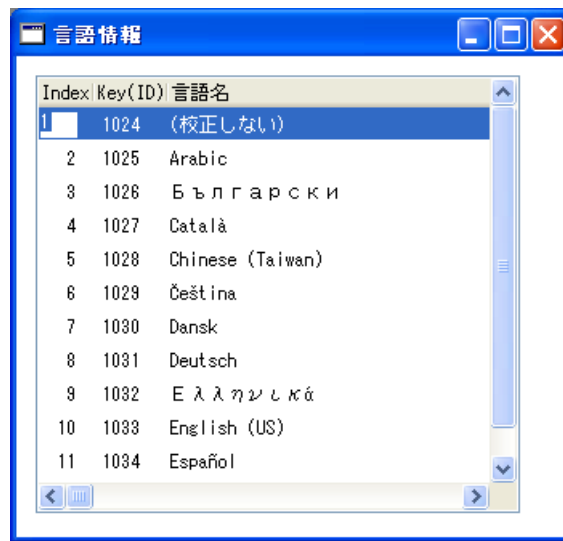 言語情報
Index Key(ID) 言語名
1 1024 (校正しない)
2 1025 Arabic
3 1026 Български
4 1027 Català
5 1028 Chinese (Taiwan)
6 1029 Čeština
7 1030 Dansk
8 1031 Deutsch
9 1032 Ελληνικά
10 1033 English (US)
11 1034 Español